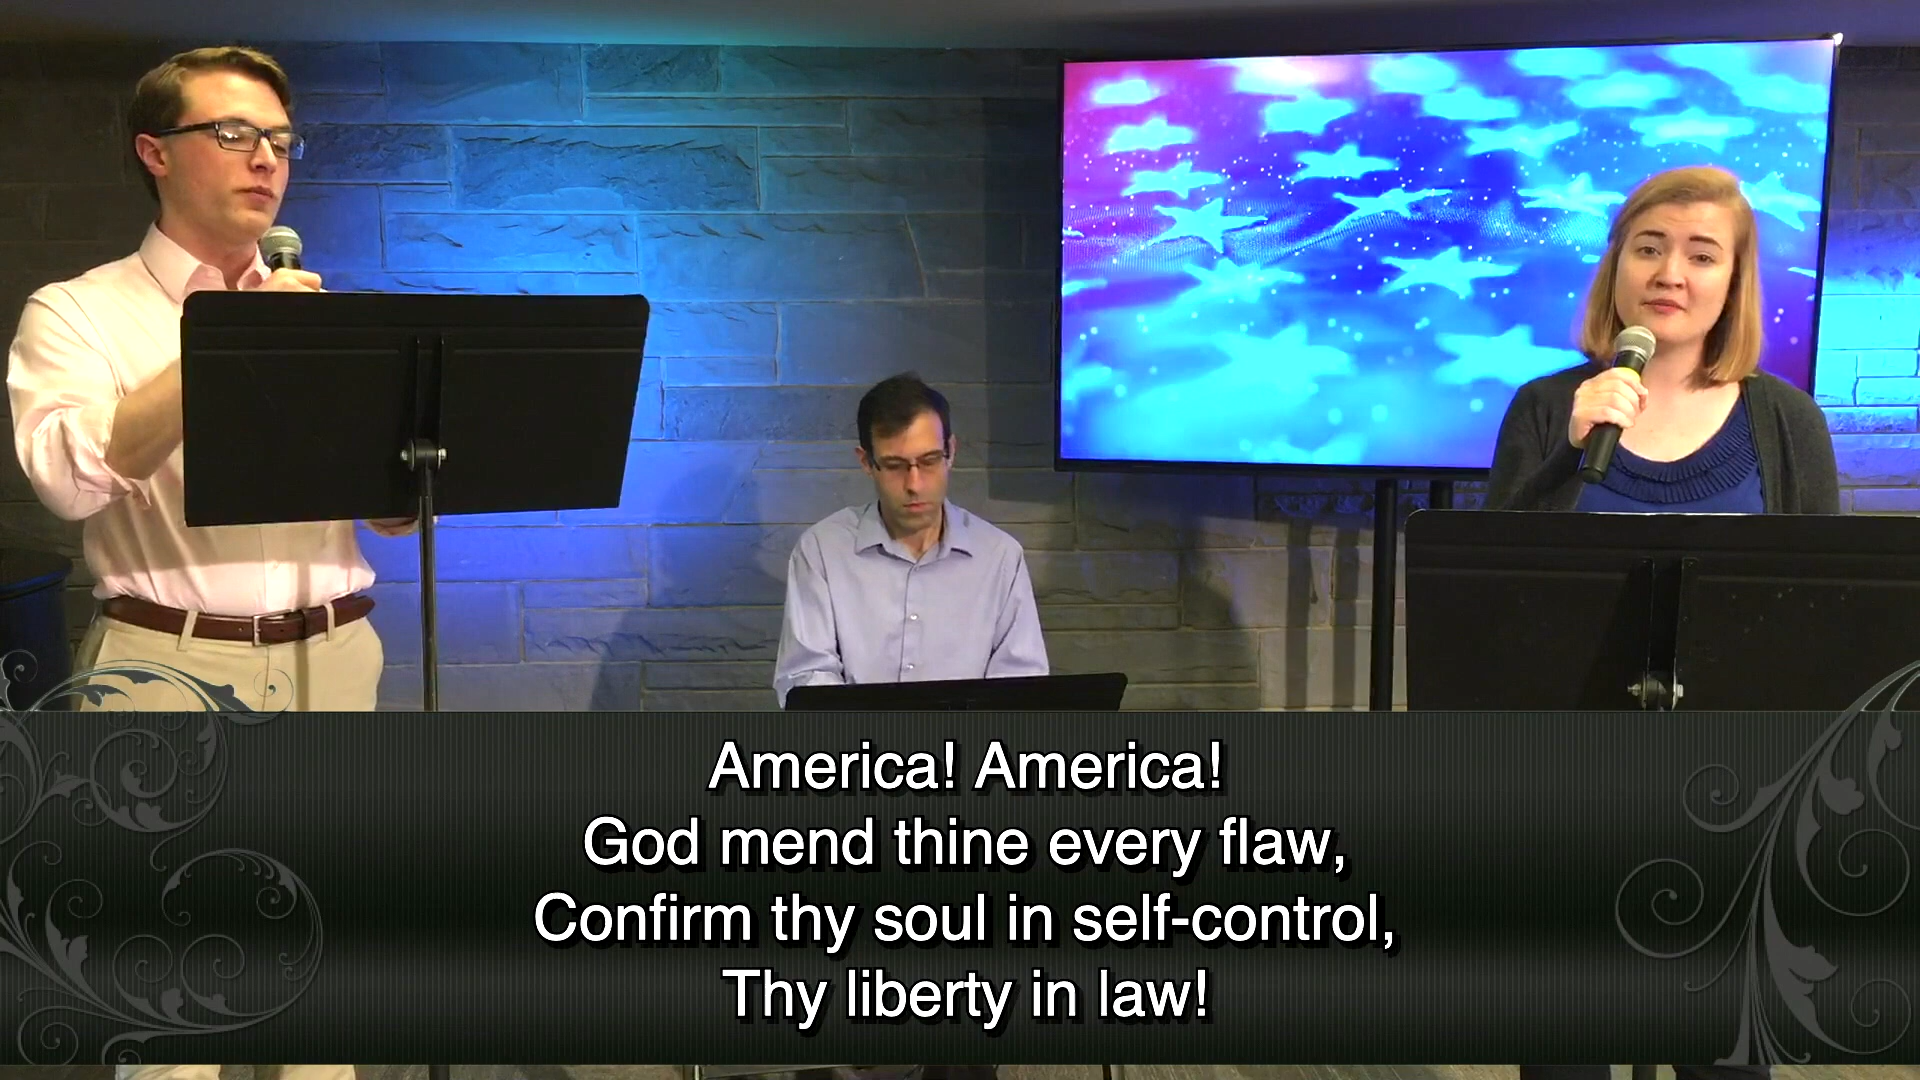 America! America!
God mend thine every flaw,
Confirm thy soul in self-control,
Thy liberty in law!